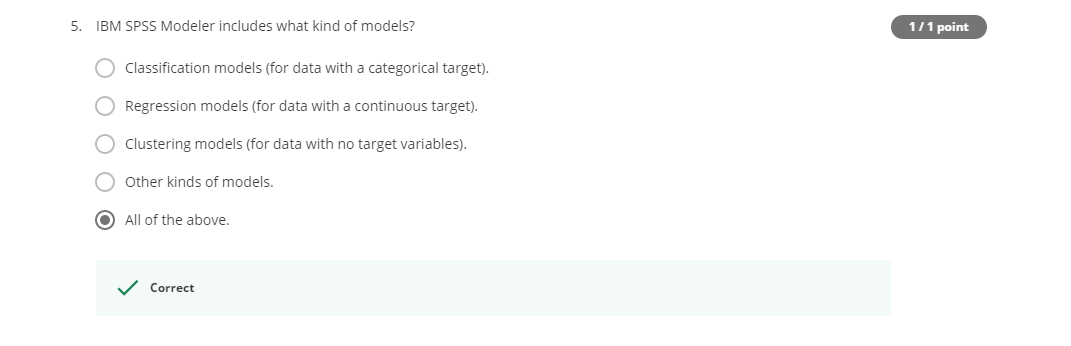 5. IBM SPSS Modeler includes what kind of models?
1 / 1 point
Classification models (for data with a categorical target).
Regression models (for data with a continuous target).
Clustering models (for data with no target variables).
Other kinds of models.
All of the above.
Correct